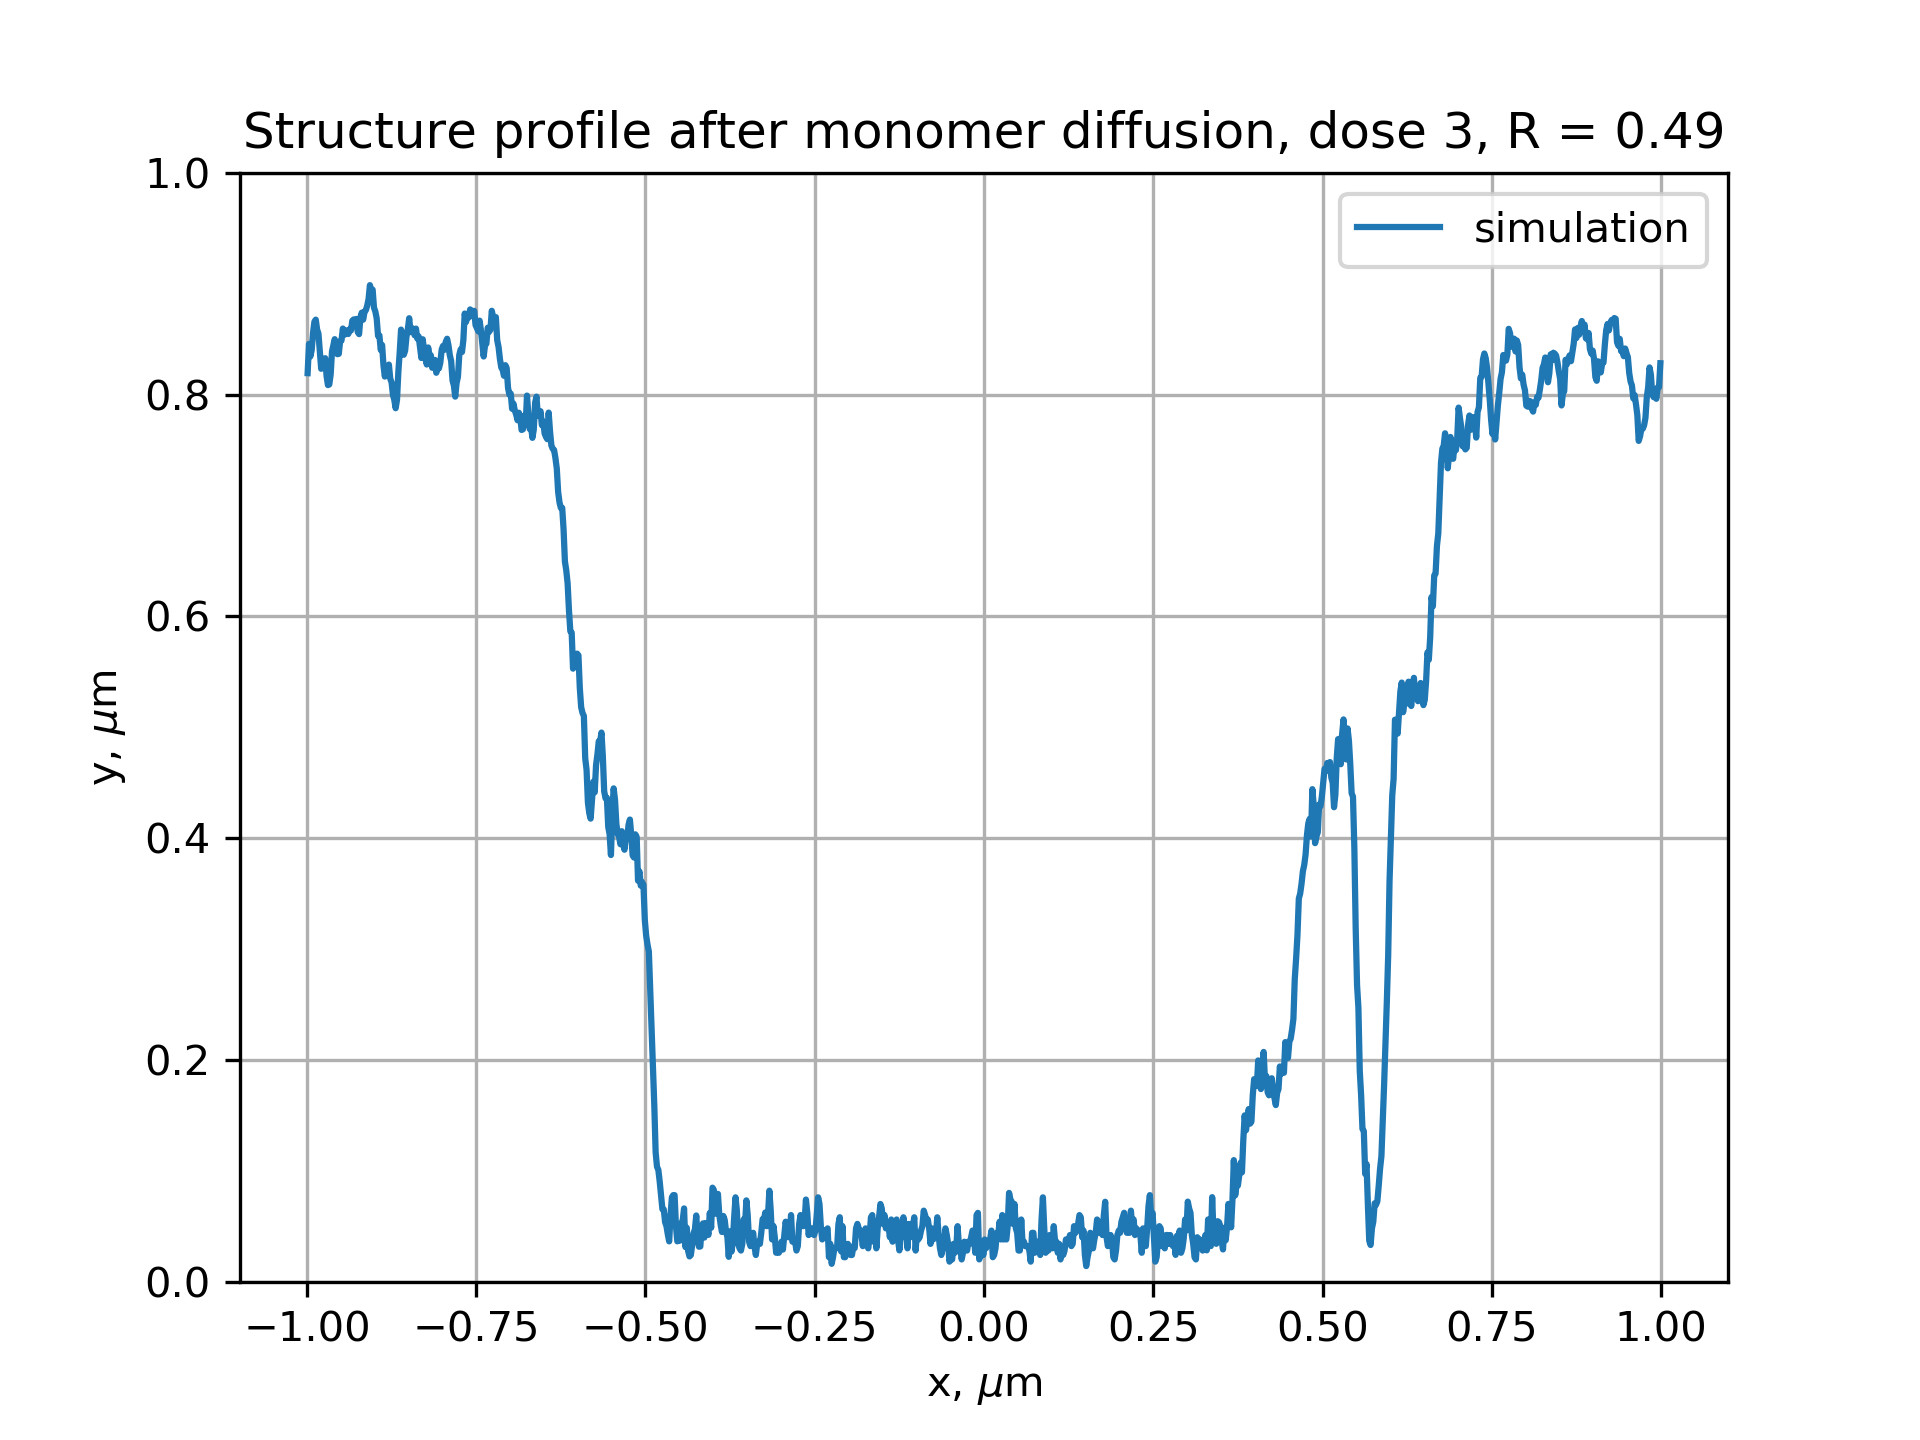 Structure profile after monomer diffusion, dose 3, R = 0.49
simulation
1.0
0.8
0.6
0.4
0.2
0.0
y, μm
−1.00 −0.75 −0.50 −0.25 0.00 0.25 0.50 0.75 1.00
x, μm